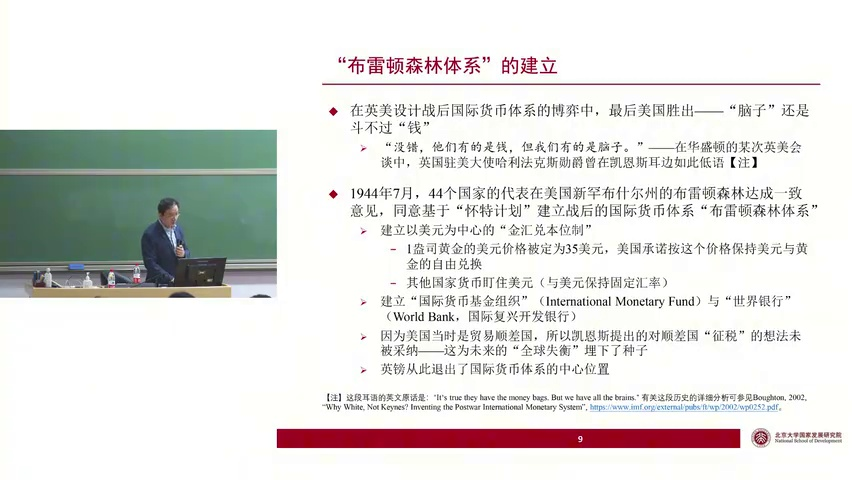 “布雷顿森林体系”的建立
◆ 在英美设计战后国际货币体系的博弈中，最后美国胜出——“脑子”还是
斗不过“钱”
➢ “没错，他们有的是钱，但我们有的是脑子。”——在华盛顿的某次英美会
谈中，英国驻美大使哈利法克斯勋爵曾在凯恩斯耳边如此低语【注】
◆ 1944年7月，44个国家的代表在美国新罕布什尔州的布雷顿森林达成一致
意见，同意基于“怀特计划”建立战后的国际货币体系“布雷顿森林体系”
➢ 建立以美元为中心的“金汇兑本位制”
− 1盎司黄金的美元价格被定为35美元，美国承诺按这个价格保持美元与黄
金的自由兑换
− 其他国家货币盯住美元（与美元保持固定汇率）
➢ 建立“国际货币基金组织”（International Monetary Fund）与“世界银行”
（World Bank，国际复兴开发银行）
➢ 因为美国当时是贸易顺差国，所以凯恩斯提出的对顺差国“征税”的想法未
被采纳——这为未来的“全球失衡”埋下了种子
➢ 英镑从此退出了国际货币体系的中心位置
【注】这段耳语的英文原话是：‘It‘s true they have the money bags. But we have all the brains.’ 有关这段历史的详细分析可参见Boughton, 2002,
“Why White, Not Keynes? Inventing the Postwar International Monetary System”, https://www.imf.org/external/pubs/ft/wp/2002/wp0252.pdf。
9
北京大学国家发展研究院
National School of Development